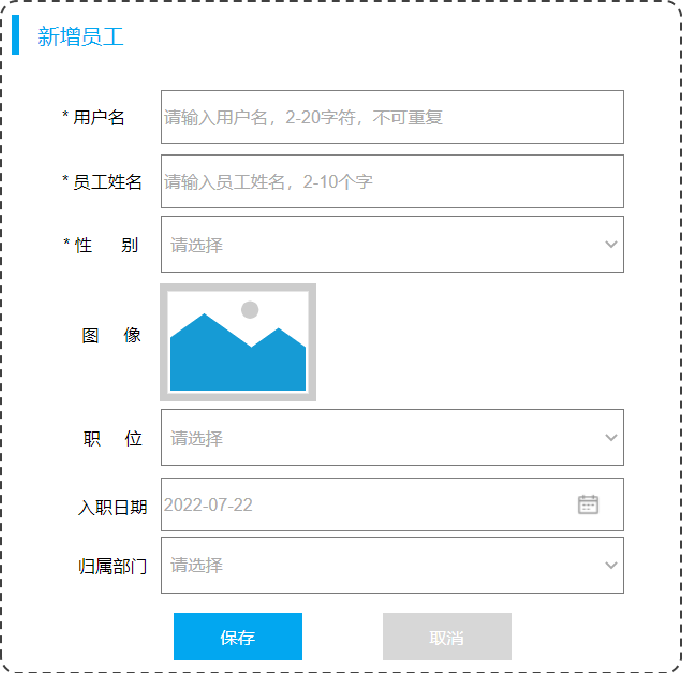 新增员工
* 用户名 请输入用户名，2-20字符，不可重复
* 员工姓名 请输入员工姓名，2-10个字
* 性 别 请选择
图 像
职 位 请选择
入职日期 2022-07-22
归属部门 请选择
保存 取消